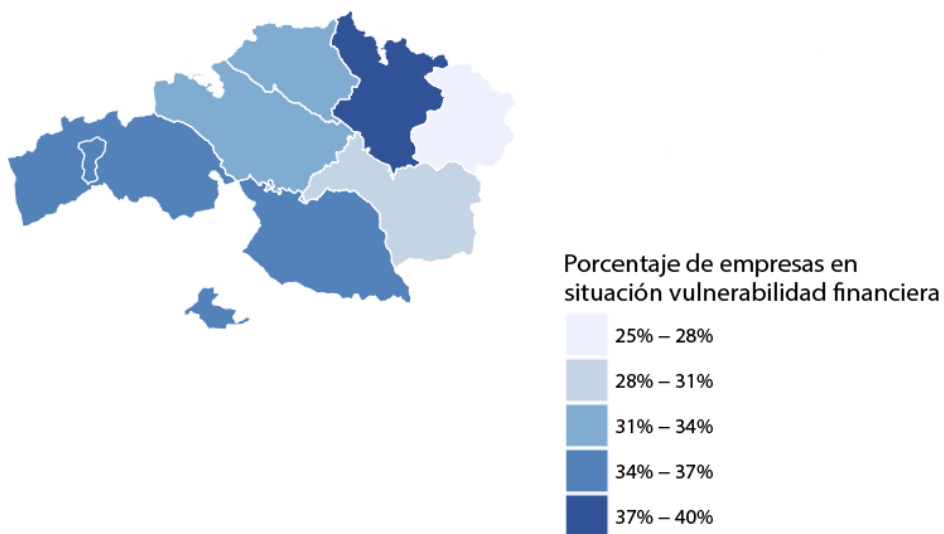 Porcentaje de empresas en
situación vulnerabilidad financiera
25% – 28%
28% – 31%
31% – 34%
34% – 37%
37% – 40%